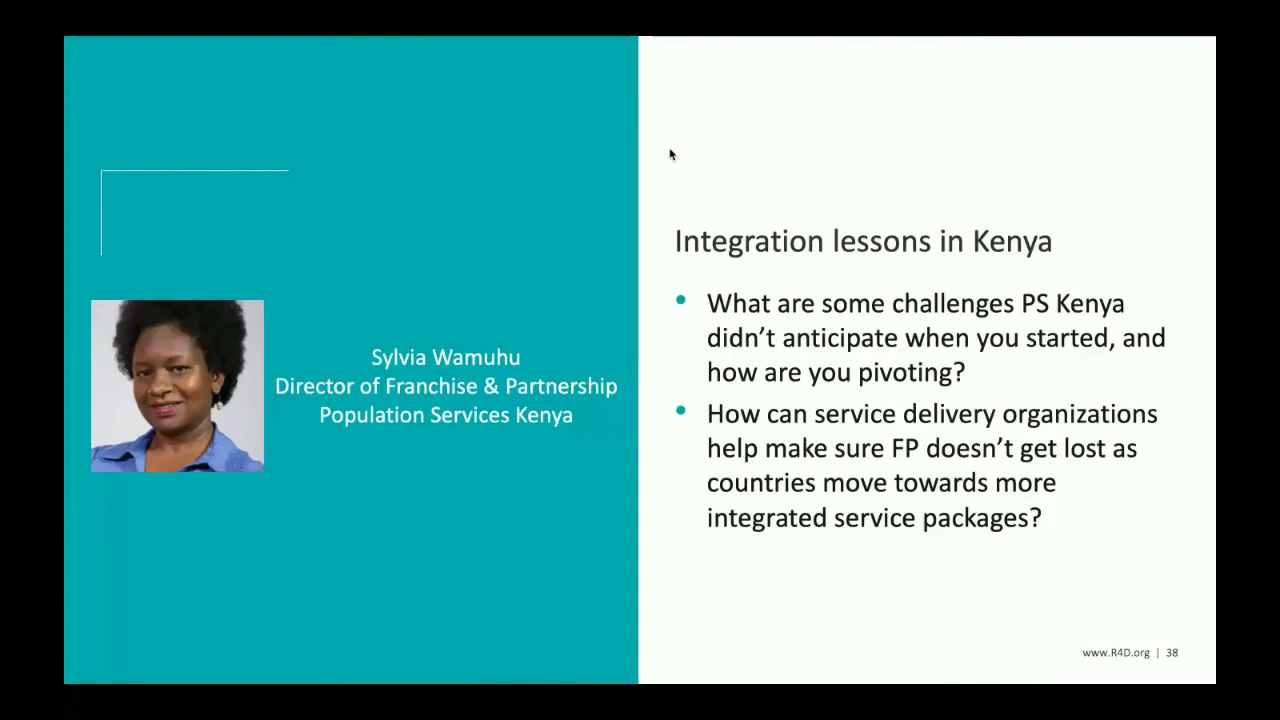 Sylvia Wamuhu
Director of Franchise & Partnership
Population Services Kenya
Integration lessons in Kenya
• What are some challenges PS Kenya
didn’t anticipate when you started, and
how are you pivoting?
• How can service delivery organizations
help make sure FP doesn’t get lost as
countries move towards more
integrated service packages?
www.R4D.org | 38